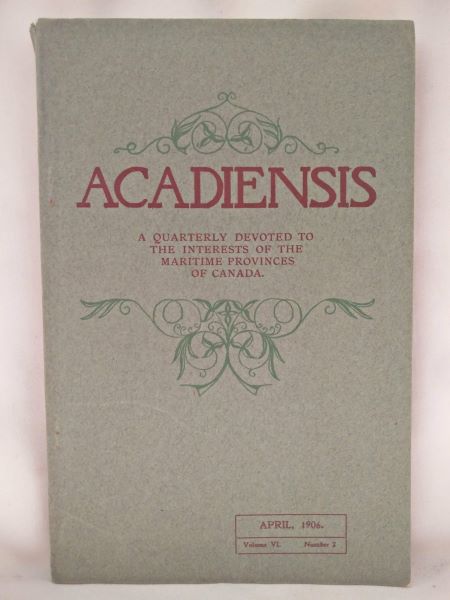 ACADIENSIS
A QUARTERLY DEVOTED TO
THE INTERESTS OF THE
MARITIME PROVINCES
OF CANADA.
APRIL, 1906.
Volume VI. Number 2